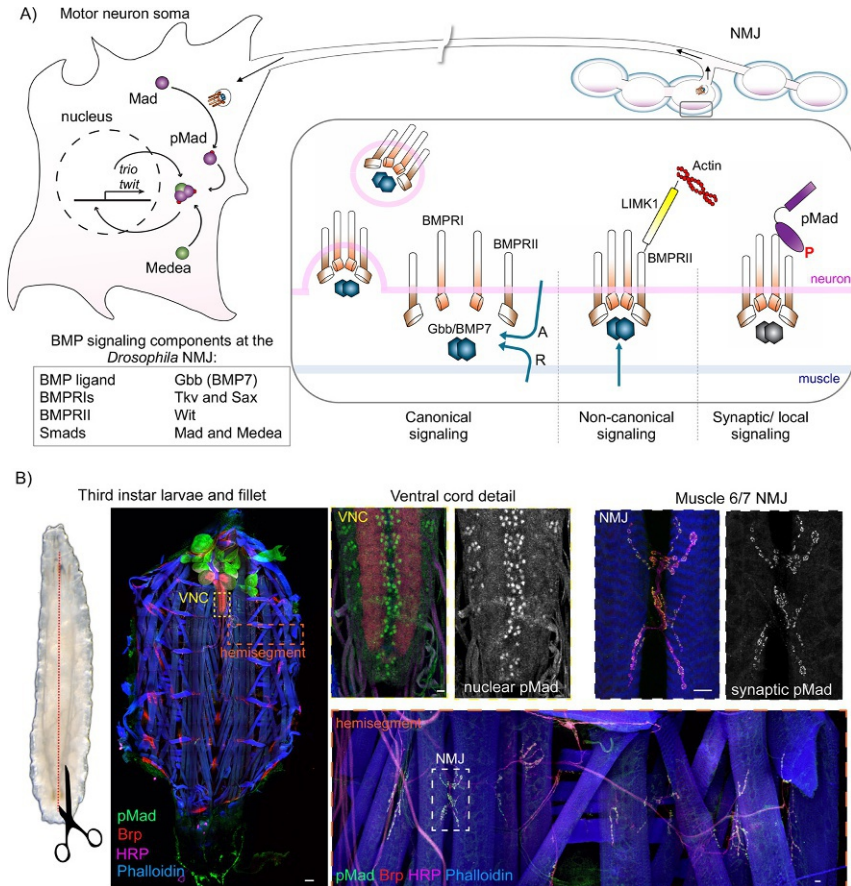 A)
Motor neuron soma
NMJ
Mad
nucleus
pMad
trio
twit
Medea
Actin
LIMK1
pMad
P
BMPRI
BMPRII
BMPRII
neuron
Gbb/BMP7
A
R
muscle
Canonical
signaling
Non-canonical
signaling
Synaptic/ local
signaling
BMP signaling components at the
Drosophila NMJ:
BMP ligand Gbb (BMP7)
BMPRIs Tkv and Sax
BMPRII Wit
Smads Mad and Medea
B)
Third instar larvae and fillet
Ventral cord detail
Muscle 6/7 NMJ
VNC
hemisegment
pMad
Brp
HRP
Phalloidin
VNC
nuclear pMad
NMJ
synaptic pMad
hemisegment
NMJ
pMad Brp HRP Phalloidin